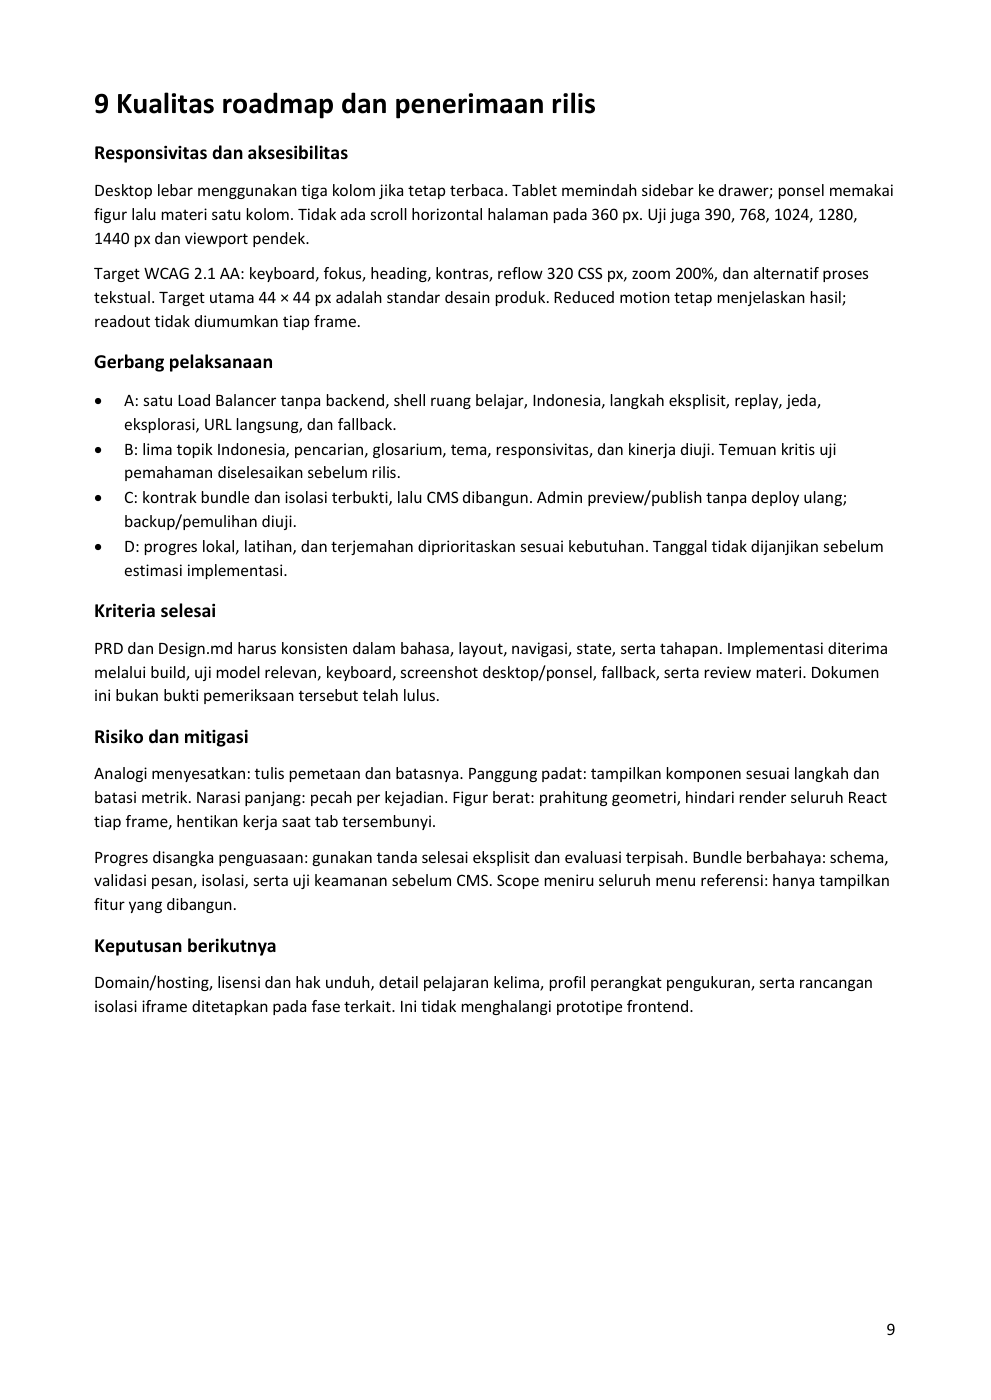 9 Kualitas roadmap dan penerimaan rilis
Responsivitas dan aksesibilitas
Desktop lebar menggunakan tiga kolom jika tetap terbaca. Tablet memindah sidebar ke drawer; ponsel memakai
figur lalu materi satu kolom. Tidak ada scroll horizontal halaman pada 360 px. Uji juga 390, 768, 1024, 1280,
1440 px dan viewport pendek.
Target WCAG 2.1 AA: keyboard, fokus, heading, kontras, reflow 320 CSS px, zoom 200%, dan alternatif proses
tekstual. Target utama 44 × 44 px adalah standar desain produk. Reduced motion tetap menjelaskan hasil;
readout tidak diumumkan tiap frame.
Gerbang pelaksanaan
• A: satu Load Balancer tanpa backend, shell ruang belajar, Indonesia, langkah eksplisit, replay, jeda,
eksplorasi, URL langsung, dan fallback.
• B: lima topik Indonesia, pencarian, glosarium, tema, responsivitas, dan kinerja diuji. Temuan kritis uji
pemahaman diselesaikan sebelum rilis.
• C: kontrak bundle dan isolasi terbukti, lalu CMS dibangun. Admin preview/publish tanpa deploy ulang;
backup/pemulihan diuji.
• D: progres lokal, latihan, dan terjemahan diprioritaskan sesuai kebutuhan. Tanggal tidak dijanjikan sebelum
estimasi implementasi.
Kriteria selesai
PRD dan Design.md harus konsisten dalam bahasa, layout, navigasi, state, serta tahapan. Implementasi diterima
melalui build, uji model relevan, keyboard, screenshot desktop/ponsel, fallback, serta review materi. Dokumen
ini bukan bukti pemeriksaan tersebut telah lulus.
Risiko dan mitigasi
Analogi menyesatkan: tulis pemetaan dan batasnya. Panggung padat: tampilkan komponen sesuai langkah dan
batasi metrik. Narasi panjang: pecah per kejadian. Figur berat: prahitung geometri, hindari render seluruh React
tiap frame, hentikan kerja saat tab tersembunyi.
Progres disangka penguasaan: gunakan tanda selesai eksplisit dan evaluasi terpisah. Bundle berbahaya: schema,
validasi pesan, isolasi, serta uji keamanan sebelum CMS. Scope meniru seluruh menu referensi: hanya tampilkan
fitur yang dibangun.
Keputusan berikutnya
Domain/hosting, lisensi dan hak unduh, detail pelajaran kelima, profil perangkat pengukuran, serta rancangan
isolasi iframe ditetapkan pada fase terkait. Ini tidak menghalangi prototipe frontend.
9